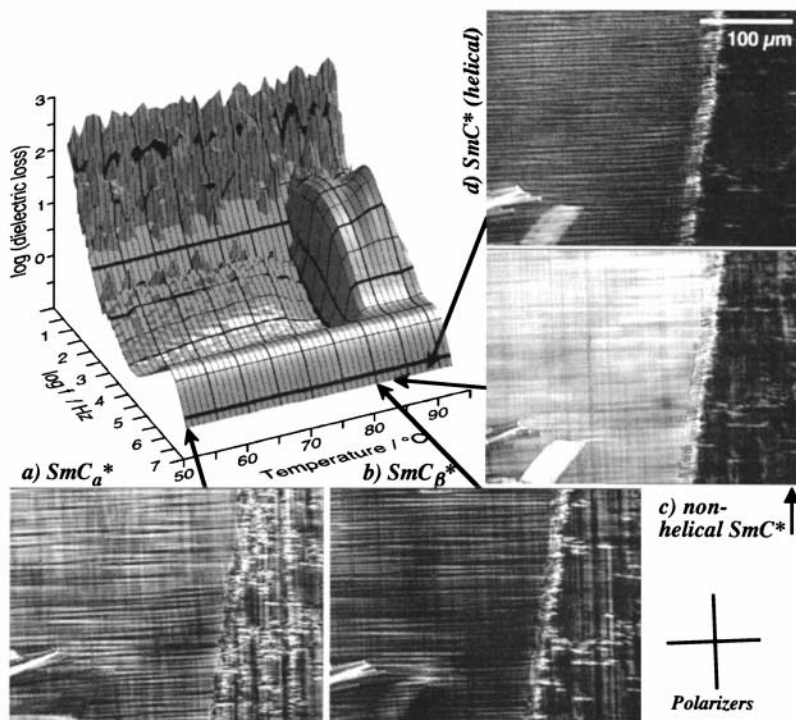 100 µm
d) SmC* (helical)
log (dielectric loss)
3
2
1
0
1
2
3
4
5
6
7
log f / Hz
50
60
70
80
90
Temperature / °C
a) SmCa*
b) SmCβ*
c) non-
helical SmC*
Polarizers